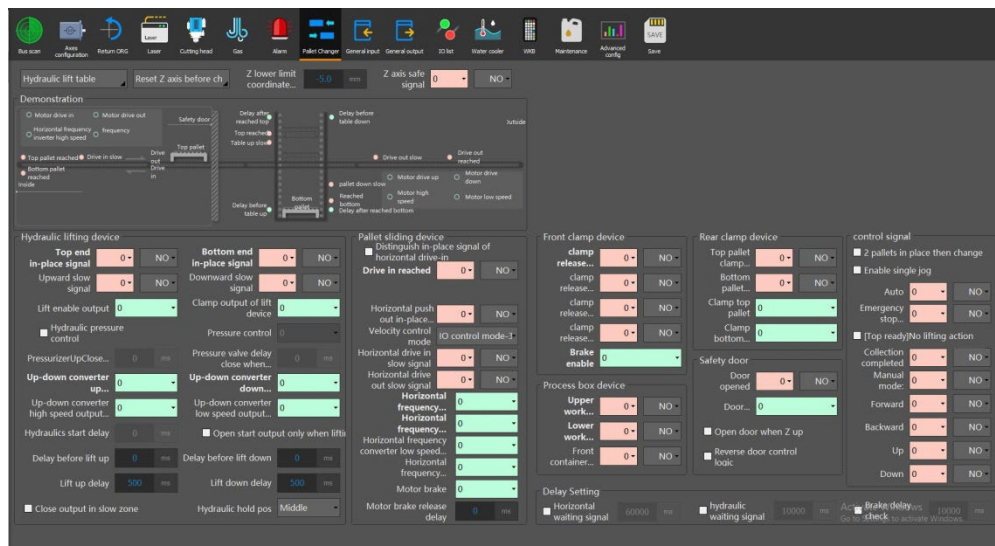 Bus scan
Axes
configuration
Return ORG
Laser
Laser
Cutting head
Gas
Alarm
Pallet Changer
General input
General output
IO list
Water cooler
WKB
Maintenance
Advanced
config
SAVE
Save
Hydraulic lift table
Reset Z axis before ch
Z lower limit
coordinate...
-5.0
mm
Z axis safe
signal
0
NO
Demonstration
Motor drive in
Motor drive out
Horizontal frequency
inverter high speed
frequency
Safety door
Top pallet
Delay after
reached top
Top reached
Table up slow
Delay before
table down
Outside
Top pallet reached
Drive in slow
Drive
out
Drive
in
Bottom pallet
reached
Inside
Drive out slow
Drive out
reached
Motor drive up
Motor drive
down
Motor high
speed
Motor low speed
pallet down slow
Reached
bottom
Delay after reached bottom
Delay before
table up
Bottom
pallet
Hydraulic lifting device
Top end
in-place signal
0
NO
Bottom end
in-place signal
0
NO
Upward slow
signal
0
NO
Downward slow
signal
0
NO
Lift enable output
0
Clamp output of lift
device
0
Hydraulic pressure
control
Pressure control
0
PressurizerUpClose...
0
ms
Pressure valve delay
close when...
0
ms
Up-down converter
up...
0
Up-down converter
down...
0
Up-down converter
high speed output...
0
Up-down converter
low speed output...
0
Hydraulics start delay
0
ms
Open start output only when liftin
Delay before lift up
0
ms
Delay before lift down
0
ms
Lift up delay
500
ms
Lift down delay
500
ms
Close output in slow zone
Hydraulic hold pos
Middle
Pallet sliding device
Distinguish in-place signal of
horizontal drive-in
Drive in reached
0
NO
Horizontal push
out in-place...
0
NO
Velocity control
mode
IO control mode-1
Horizontal drive in
slow signal
0
NO
Horizontal drive
out slow signal
0
NO
Horizontal
frequency...
0
Horizontal
frequency...
0
Horizontal frequency
converter low speed...
0
Horizontal
frequency...
0
Motor brake
0
Motor brake release
delay
0
ms
Front clamp device
clamp
release...
0
NO
clamp
release...
0
NO
clamp
release...
0
NO
clamp
release...
0
NO
Brake
enable
0
Process box device
Upper
work...
0
NO
Lower
work...
0
NO
Front
container...
0
NO
Rear clamp device
Top pallet
clamp...
0
NO
Bottom
pallet...
0
NO
Clamp top
pallet
0
Clamp
bottom...
0
Safety door
Door
opened
0
NO
Door...
0
Open door when Z up
Reverse door control
logic
control signal
2 pallets in place then change
Enable single jog
Auto
0
NO
Emergency
stop...
0
NO
[Top ready]No lifting action
Collection
completed
0
NO
Manual
mode:
0
NO
Forward
0
NO
Backward
0
NO
Up
0
NO
Down
0
NO
Delay Setting
Horizontal
waiting signal
60000
ms
hydraulic
waiting signal
10000
ms
Brake delay
check
10000
ms
Activate Windows
Go to Settings to activate Windows.